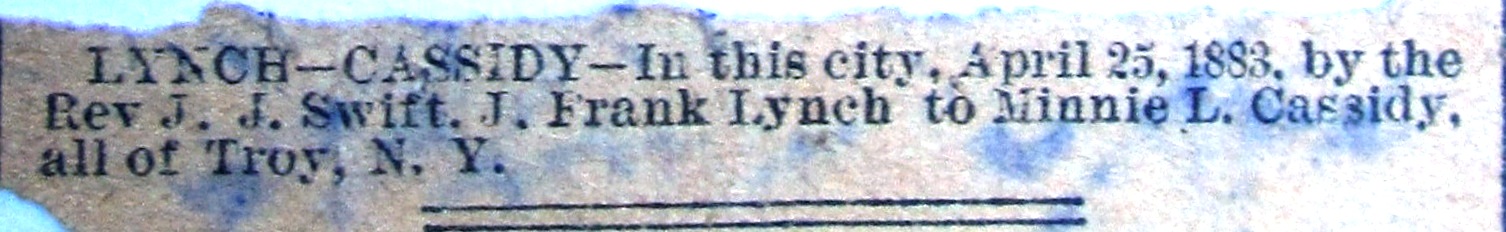 LYNCH—CASSIDY—In this city, April 25, 1883, by the
Rev J. J. Swift. J. Frank Lynch to Minnie L. Cassidy,
all of Troy, N. Y.